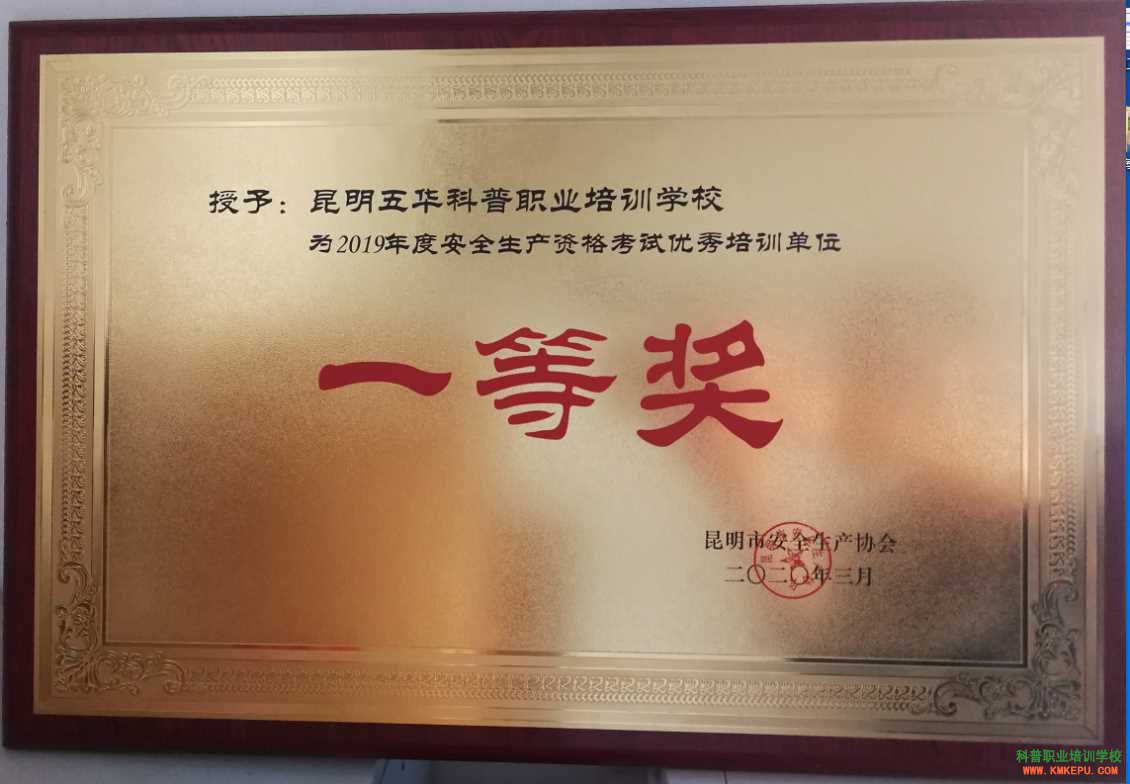 授予：昆明五华科普职业培训学校
为2019年度安全生产资格考试优秀培训单位
一等奖
昆明市安全生产协会
二〇二〇年三月
科普职业培训学校
WWW.KMKEPU.COM